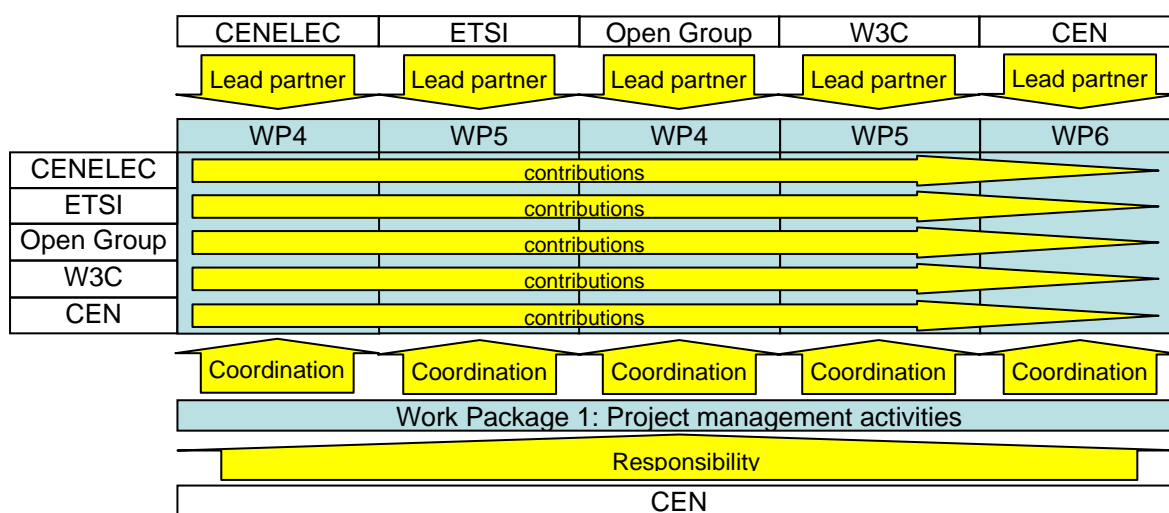 CENELEC ETSI Open Group W3C CEN
Lead partner Lead partner Lead partner Lead partner Lead partner
WP4 WP5 WP4 WP5 WP6
CENELEC contributions
ETSI contributions
Open Group contributions
W3C contributions
CEN contributions
Coordination Coordination Coordination Coordination Coordination
Work Package 1: Project management activities
Responsibility
CEN